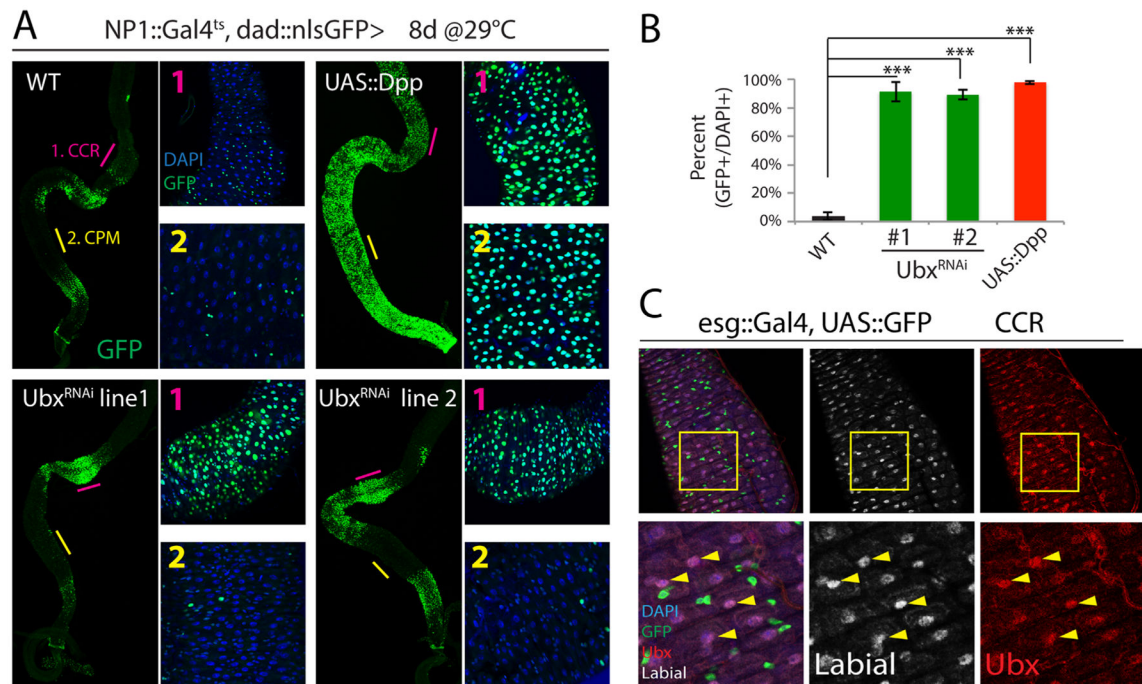 A
NP1::Gal4ts, dad::nlsGFP> 8d @29°C
WT
1. CCR
2. CPM
GFP
1
DAPI
GFP
2
UAS::Dpp
1
2
UbxRNAi line1
1
2
UbxRNAi line 2
1
2
B
Percent
(GFP+/DAPI+)
100%
80%
60%
40%
20%
0%
***
***
***
WT
#1
#2
UbxRNAi
UAS::Dpp
C
esg::Gal4, UAS::GFP CCR
DAPI
GFP
Ubx
Labial
Labial
Ubx